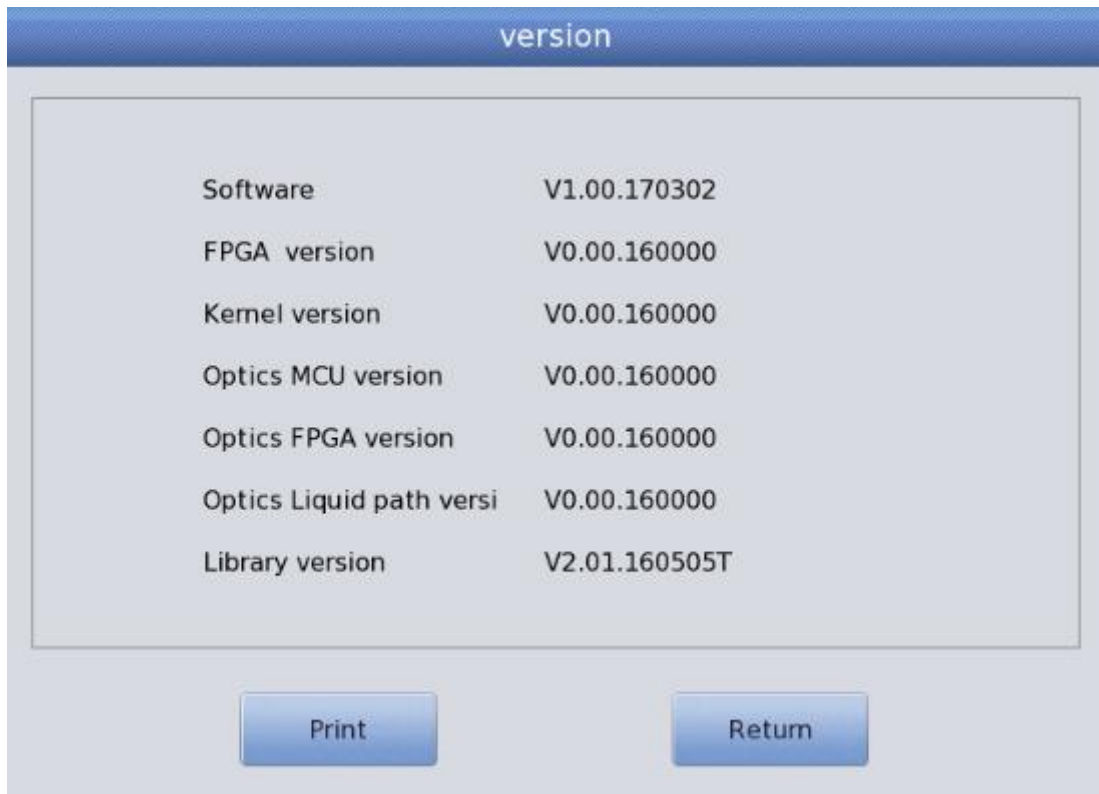 version
Software V1.00.170302
FPGA version V0.00.160000
Kernel version V0.00.160000
Optics MCU version V0.00.160000
Optics FPGA version V0.00.160000
Optics Liquid path versi V0.00.160000
Library version V2.01.160505T
Print Return